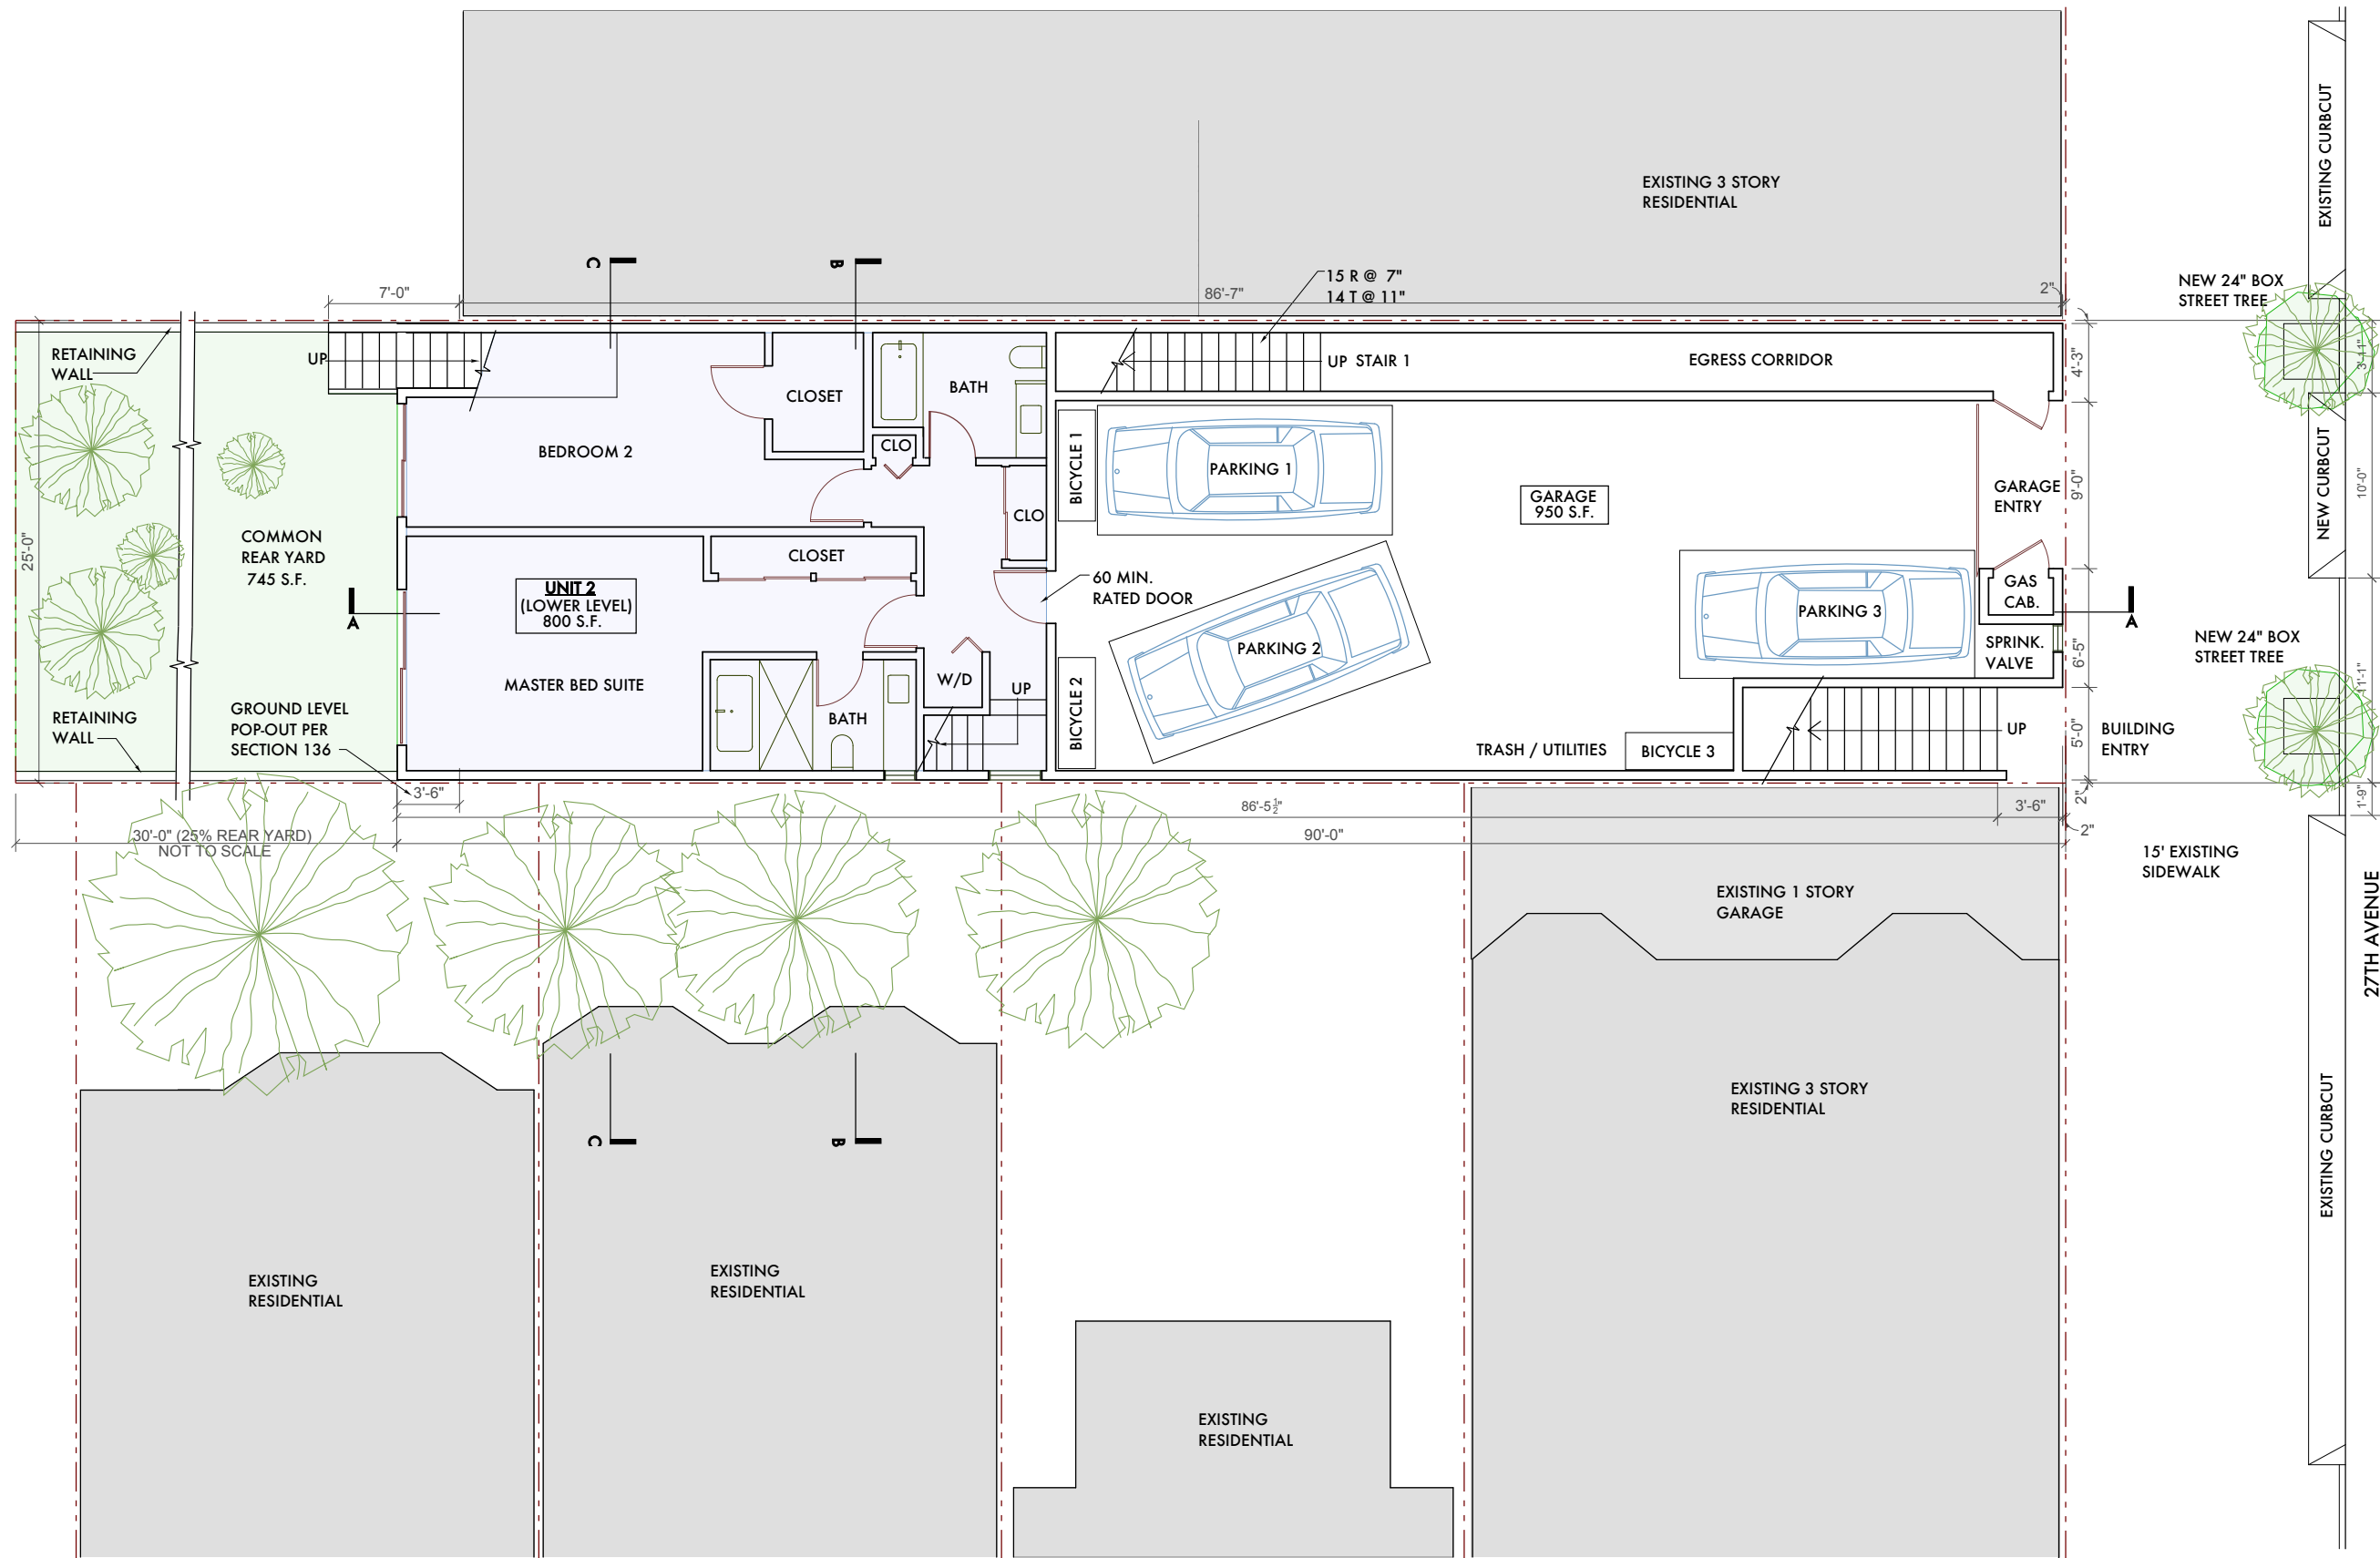 EXISTING 3 STORY
RESIDENTIAL
EXISTING CURBCUT
C
B
15 R @ 7"
14 T @ 11"
7'-0"
86'-7"
2"
NEW 24" BOX
STREET TREE
RETAINING
WALL
UP
CLOSET
BATH
UP STAIR 1
EGRESS CORRIDOR
4'-3"
3'-11"
BEDROOM 2
CLO
BICYCLE 1
PARKING 1
GARAGE
950 S.F.
GARAGE
ENTRY
9'-0"
NEW CURBCUT
10'-0"
25'-0"
COMMON
REAR YARD
745 S.F.
CLO
CLOSET
UNIT 2
(LOWER LEVEL)
800 S.F.
60 MIN.
RATED DOOR
A
GAS
CAB.
PARKING 3
A
PARKING 2
SPRINK.
VALVE
6'-5"
NEW 24" BOX
STREET TREE
11'-1"
MASTER BED SUITE
W/D
UP
BICYCLE 2
RETAINING
WALL
GROUND LEVEL
POP-OUT PER
SECTION 136
BATH
TRASH / UTILITIES
BICYCLE 3
UP
5'-0"
BUILDING
ENTRY
3'-6"
86'-5½"
3'-6"
2"
1'-9"
30'-0" (25% REAR YARD)
NOT TO SCALE
90'-0"
2"
15' EXISTING
SIDEWALK
27TH AVENUE
EXISTING 1 STORY
GARAGE
EXISTING 3 STORY
RESIDENTIAL
C
B
EXISTING CURBCUT
EXISTING
RESIDENTIAL
EXISTING
RESIDENTIAL
EXISTING
RESIDENTIAL